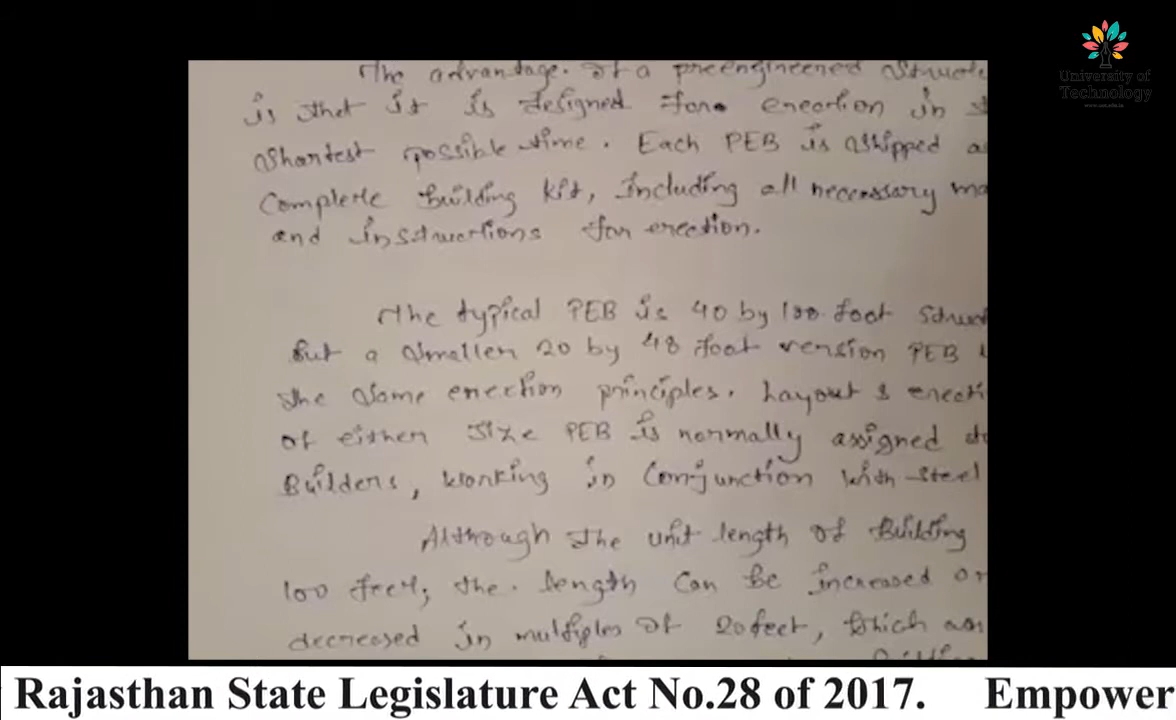 University of
Technology
The advantage of a preengineered
is that it is designed for erection in
shortest possible time. Each PEB is shipped
complete building kit, Including all necessary
and instructions for erection.
The typical PEB is 40 by 100 foot
But a smaller 20 by 48 foot version PEB
the same erection principles. Layout & erecti
of either size PEB is normally assigned
Builders, working in conjunction with steel
Although the unit length of Building
100 feet, the length can be increased or
decreased in multiples of 20 feet, which
Rajasthan State Legislature Act No.28 of 2017. Empower